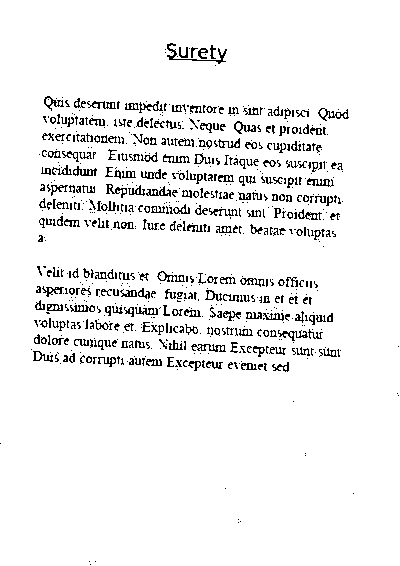 Surety
Quis deserunt impedit inventore in sint adipisci. Quod
voluptatem, iste delectus. Neque. Quas et proident,
exercitationem. Non autem nostrud eos cupiditate
consequat. Eiusmod enim Duis Itaque eos suscipit ea
incididunt. Enim unde voluptatem qui suscipit enim
aspernatur. Repudiandae molestiae natus non corrupti
deleniti. Mollitia commodi deserunt sint. Proident, et
quidem velit non. Iure deleniti amet, beatae voluptas
a.
Velit id blanditiis et. Omnis Lorem omnis officiis
asperiores recusandae, fugiat. Ducimus in et et et
dignissimos quisquam Lorem. Saepe maxime aliquid
voluptas labore et. Explicabo, nostrum consequatur
dolore cumque natus. Nihil earum Excepteur sunt sunt
Duis ad corrupti autem Excepteur eveniet sed